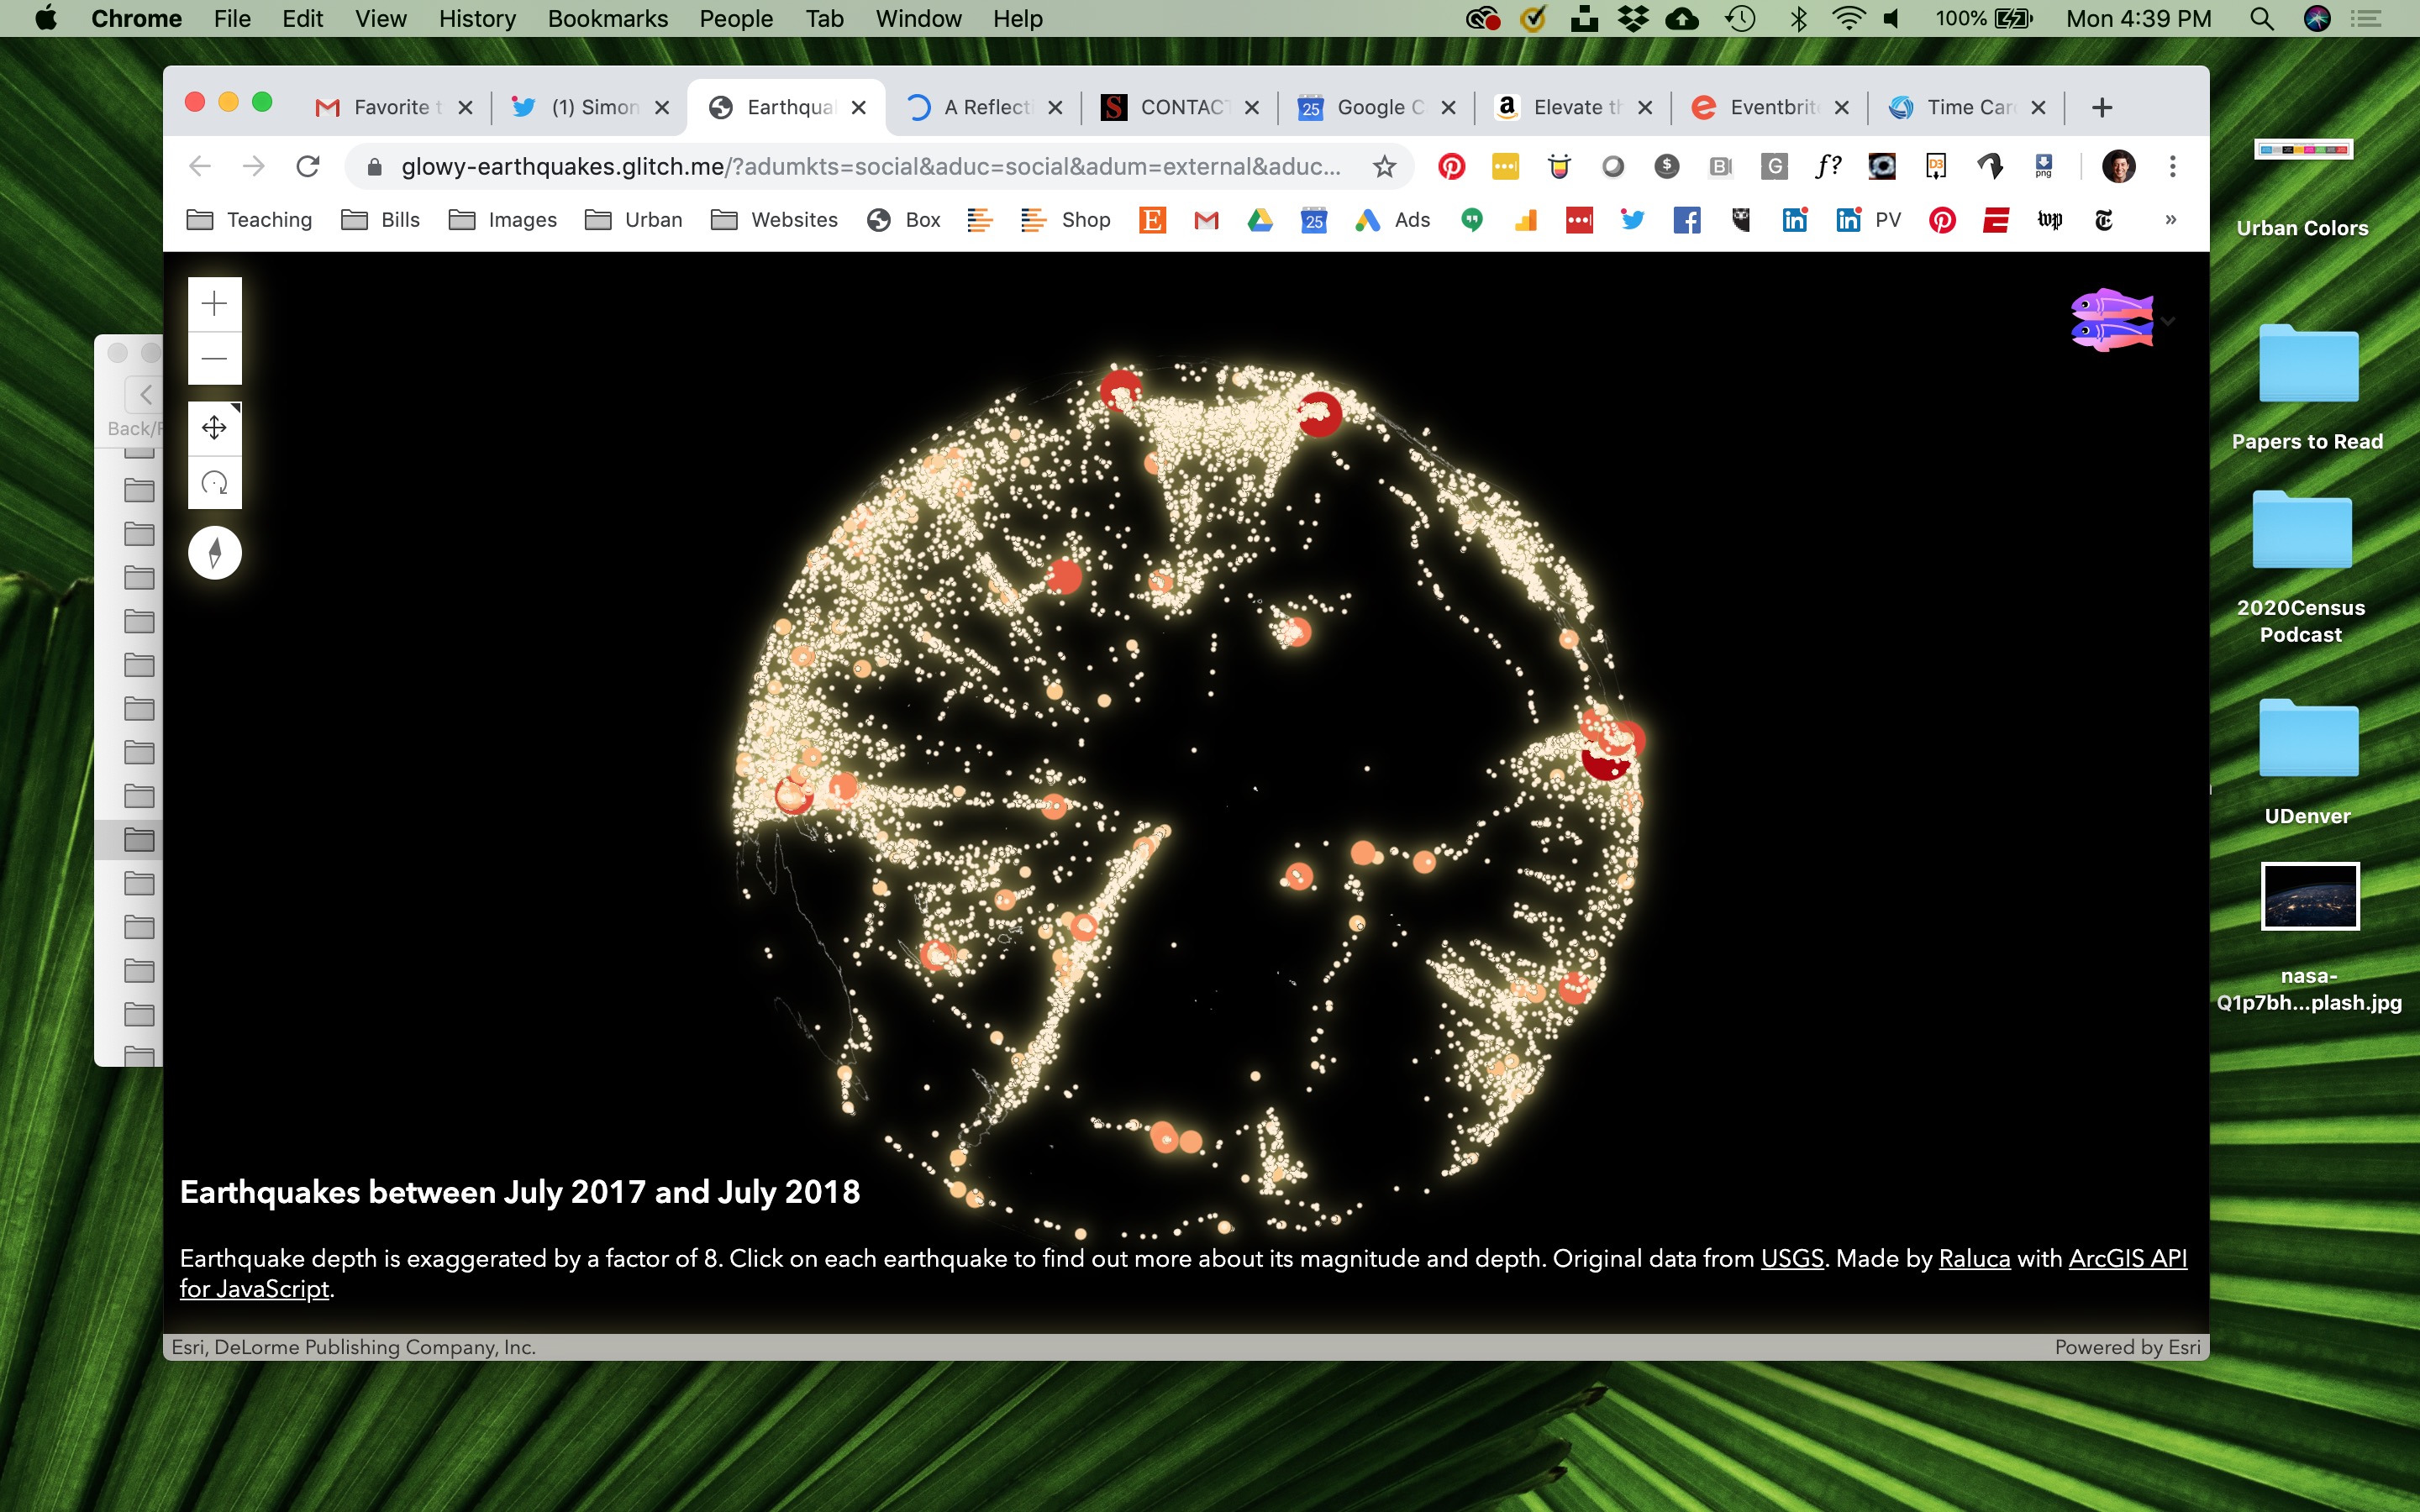 Chrome File Edit View History Bookmarks People Tab Window Help 100% Mon 4:39 PM
Favorite t (1) Simon Earthqua A Reflecti CONTAC Google C Elevate th Eventbrite Time Car
glowy-earthquakes.glitch.me/?adumkts=social&aduc=social&adum=external&aduc...
Teaching Bills Images Urban Websites Box Shop Ads PV
Urban Colors
Back/F
Papers to Read
2020Census
Podcast
UDenver
nasa-
Q1p7bh...plash.jpg
Earthquakes between July 2017 and July 2018
Earthquake depth is exaggerated by a factor of 8. Click on each earthquake to find out more about its magnitude and depth. Original data from USGS. Made by Raluca with ArcGIS API
for JavaScript.
Esri, DeLorme Publishing Company, Inc. Powered by Esri